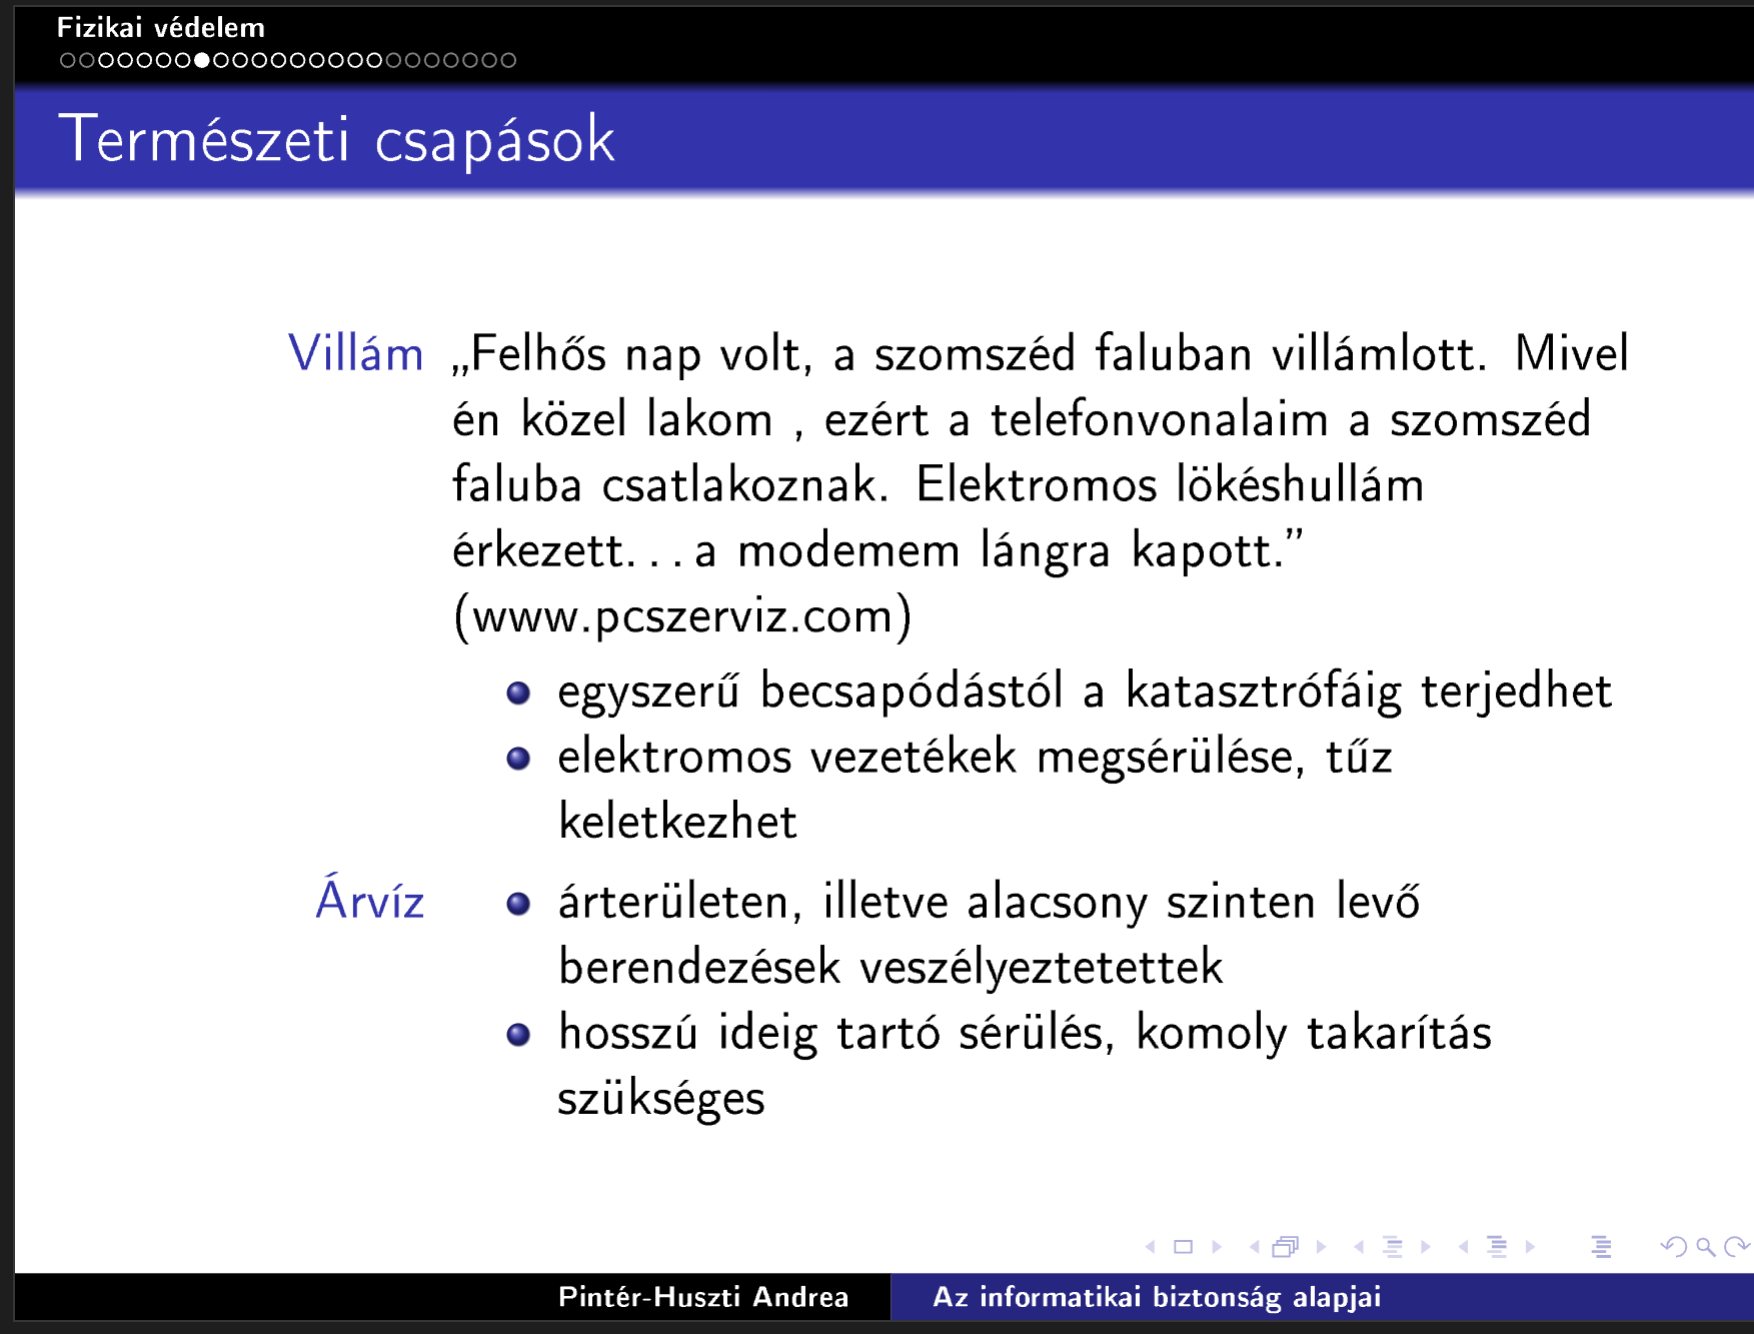 Fizikai védelem
Természeti csapások
Villám „Felhős nap volt, a szomszéd faluban villámlott. Mivel
én közel lakom , ezért a telefonvonalaim a szomszéd
faluba csatlakoznak. Elektromos lökéshullám
érkezett. . . a modemem lángra kapott.”
(www.pcszerviz.com)
egyszerű becsapódástól a katasztrófáig terjedhet
elektromos vezetékek megsérülése, tűz
keletkezhet
Árvíz árterületen, illetve alacsony szinten levő
berendezések veszélyeztetettek
hosszú ideig tartó sérülés, komoly takarítás
szükséges
Pintér-Huszti Andrea Az informatikai biztonság alapjai